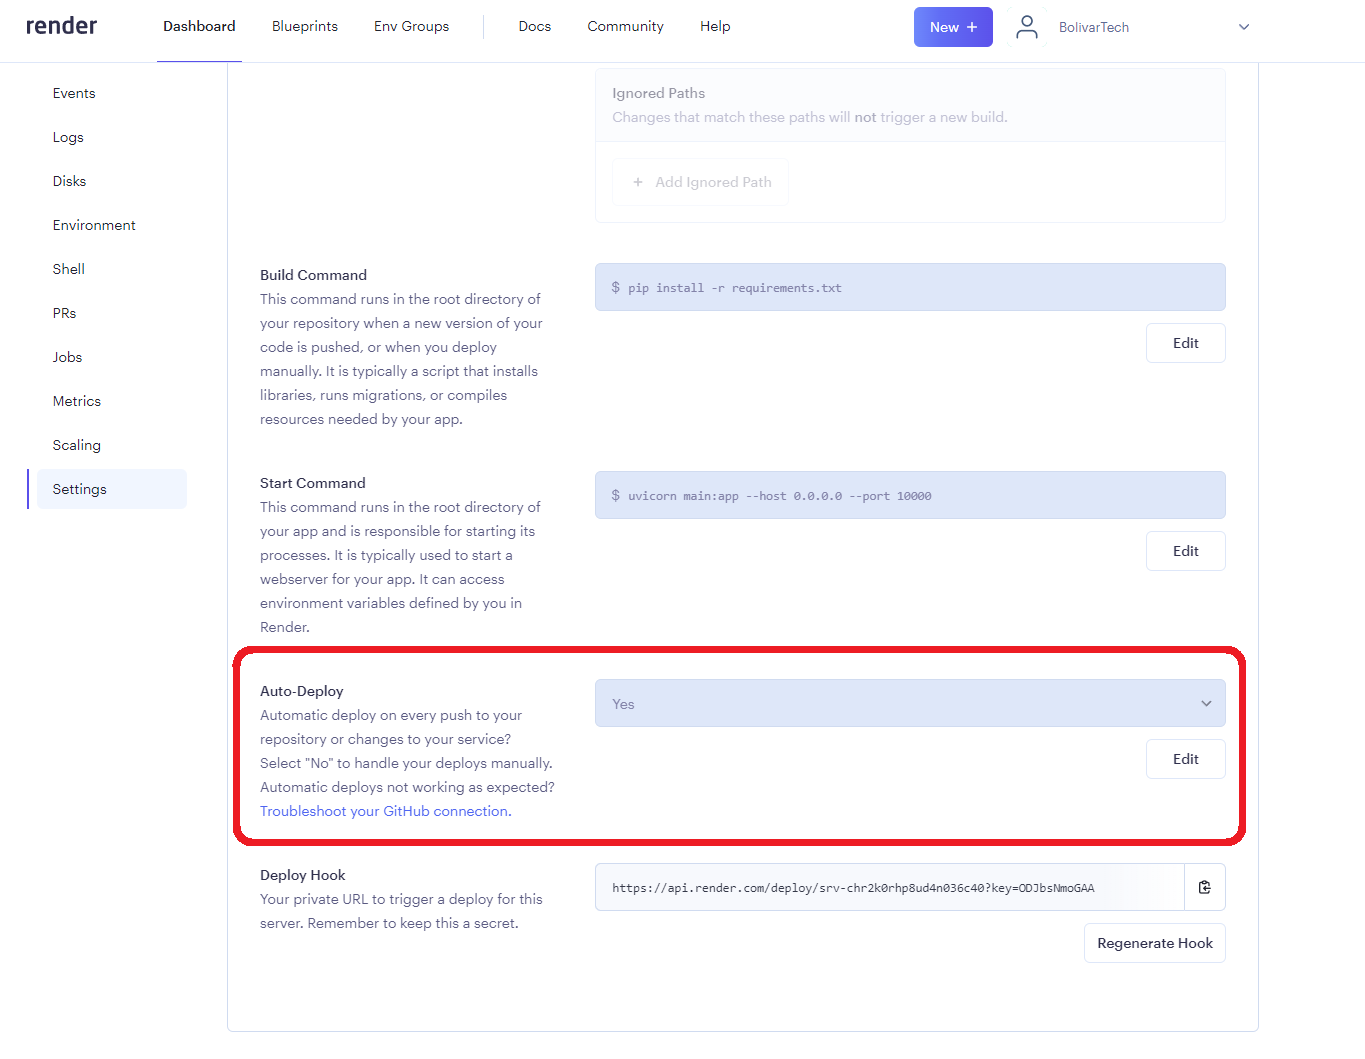 render
Dashboard
Blueprints
Env Groups
Docs
Community
Help
New +
BolivarTech
Events
Logs
Disks
Environment
Shell
PRs
Jobs
Metrics
Scaling
Settings
Ignored Paths
Changes that match these paths will not trigger a new build.
+ Add Ignored Path
Build Command
This command runs in the root directory of
your repository when a new version of your
code is pushed, or when you deploy
manually. It is typically a script that installs
libraries, runs migrations, or compiles
resources needed by your app.
$ pip install -r requirements.txt
Edit
Start Command
This command runs in the root directory of
your app and is responsible for starting its
processes. It is typically used to start a
webserver for your app. It can access
environment variables defined by you in
Render.
$ uvicorn main:app --host 0.0.0.0 --port 10000
Edit
Auto-Deploy
Automatic deploy on every push to your
repository or changes to your service?
Select "No" to handle your deploys manually.
Automatic deploys not working as expected?
Troubleshoot your GitHub connection.
Yes
Edit
Deploy Hook
Your private URL to trigger a deploy for this
server. Remember to keep this a secret.
https://api.render.com/deploy/srv-chr2k0rhp8ud4n036c40?key=ODJbsNmoGAA
Regenerate Hook